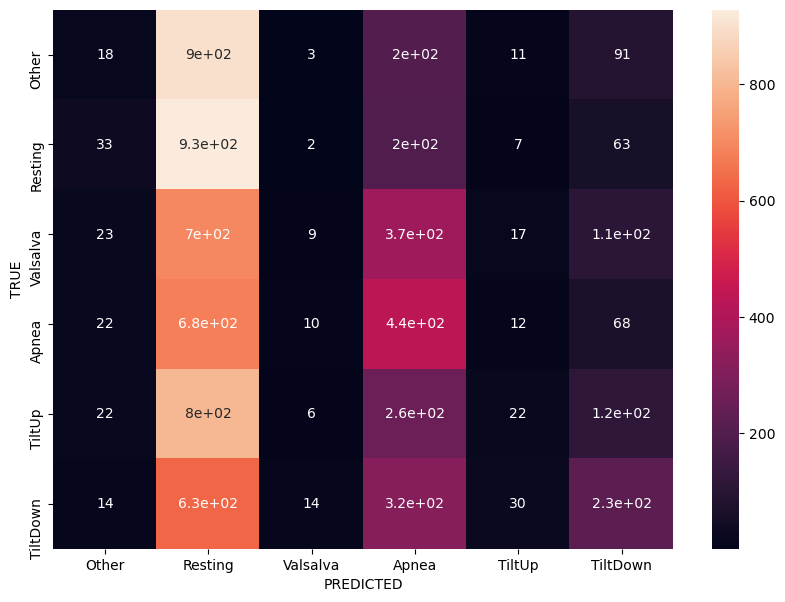 Other 18 9e+02 3 2e+02 11 91
Resting 33 9.3e+02 2 2e+02 7 63
Valsalva 23 7e+02 9 3.7e+02 17 1.1e+02
Apnea 22 6.8e+02 10 4.4e+02 12 68
TiltUp 22 8e+02 6 2.6e+02 22 1.2e+02
TiltDown 14 6.3e+02 14 3.2e+02 30 2.3e+02
Other Resting Valsalva Apnea TiltUp TiltDown
PREDICTED
TRUE
800
600
400
200